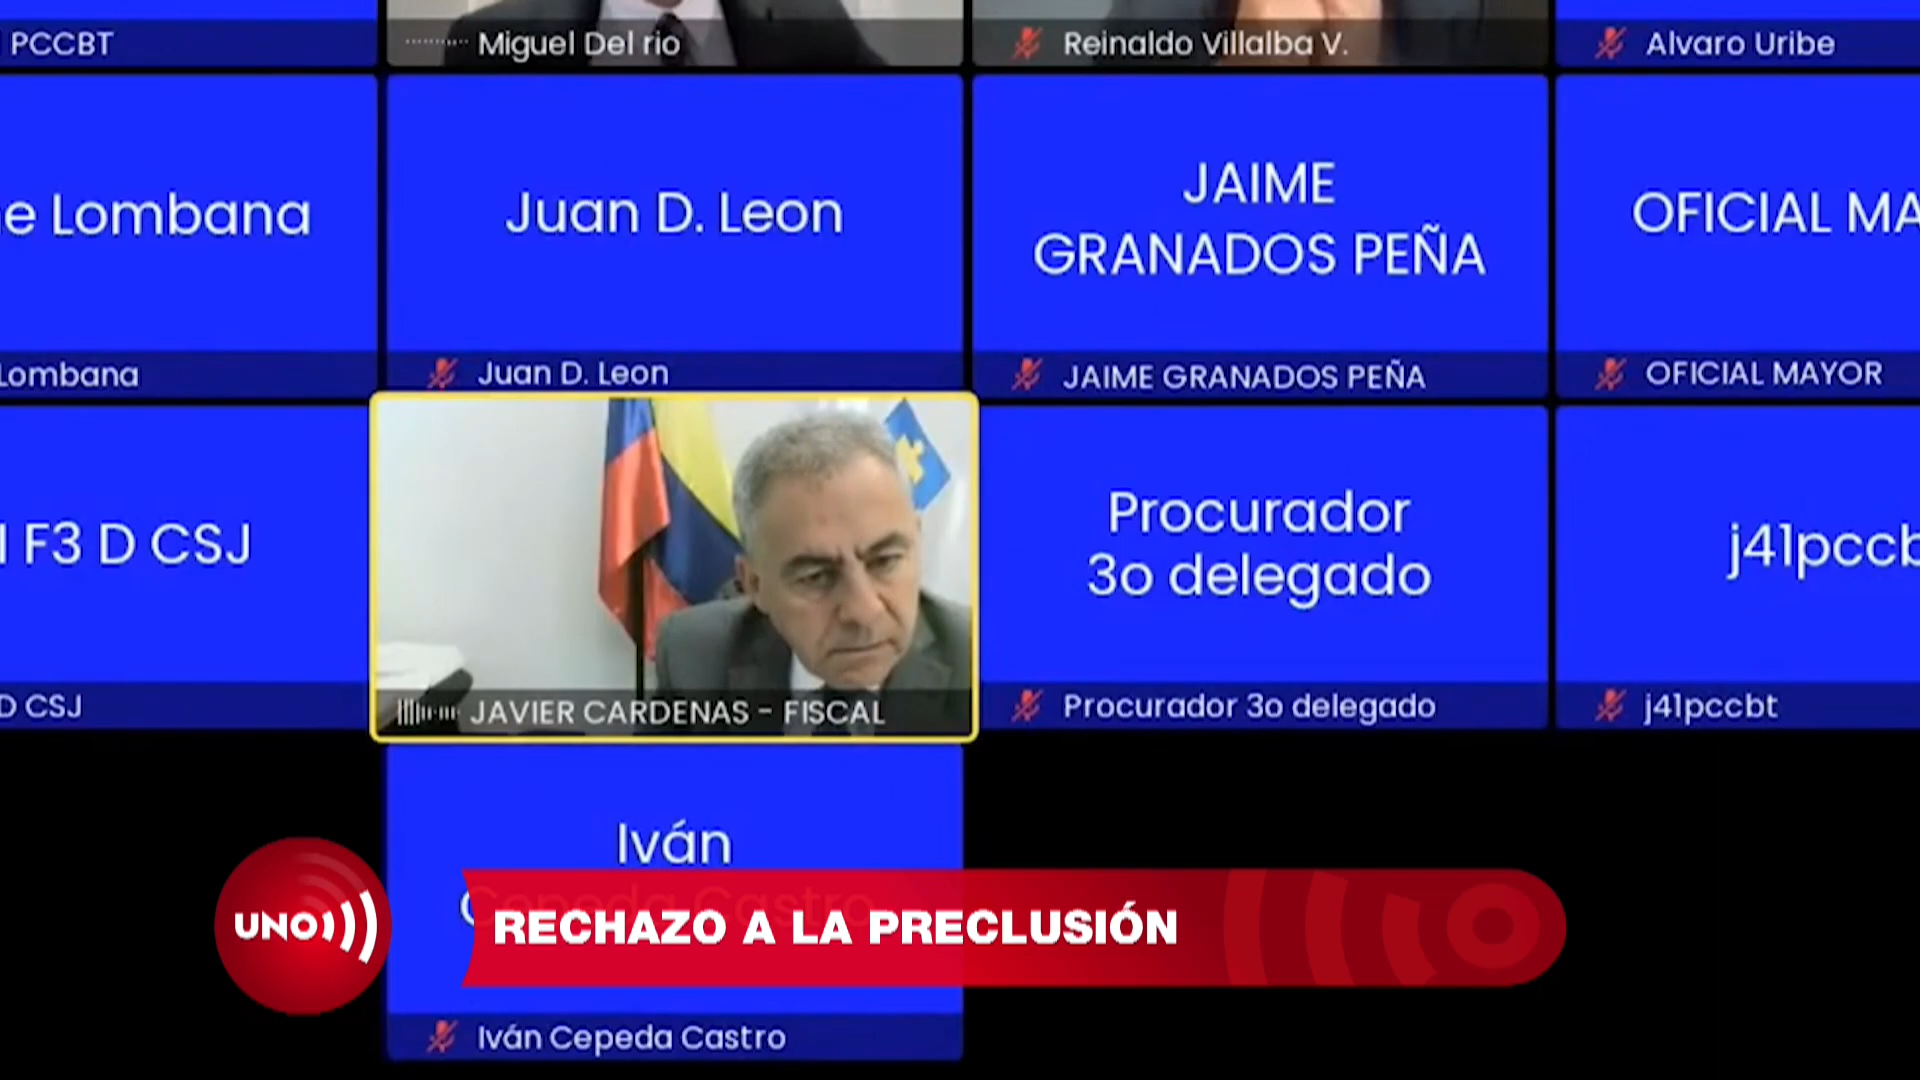 PCCBT
Miguel Del rio
Reinaldo Villalba V.
Alvaro Uribe
e Lombana
Juan D. Leon
JAIME
GRANADOS PEÑA
OFICIAL MA
Lombana
Juan D. Leon
JAIME GRANADOS PEÑA
OFICIAL MAYOR
F3 D CSJ
Procurador
3o delegado
j41pccb
D CSJ
JAVIER CARDENAS - FISCAL
Procurador 3o delegado
j41pccbt
Iván
Cepeda Castro
UNO
RECHAZO A LA PRECLUSIÓN
Iván Cepeda Castro